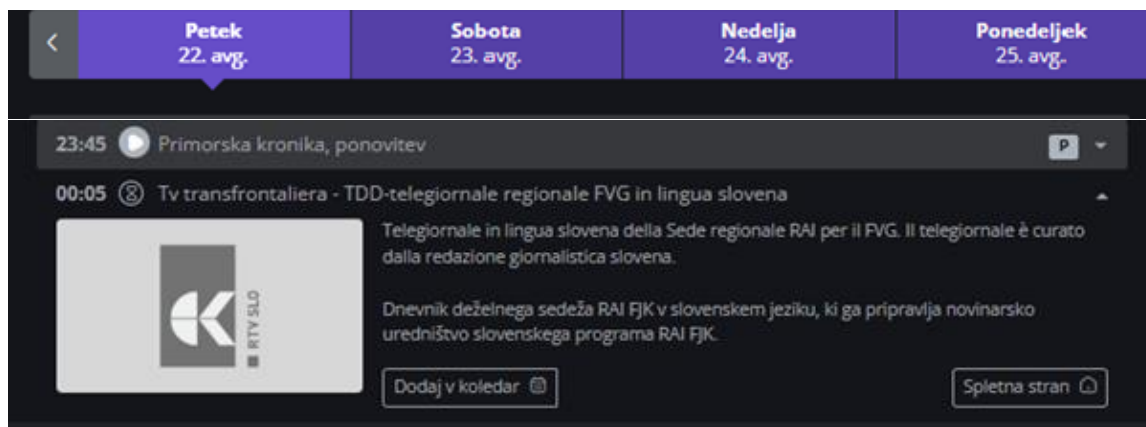 Petek
22. avg.
Sobota
23. avg.
Nedelja
24. avg.
Ponedeljek
25. avg.
23:45 Primorska kronika, ponovitev P
00:05 Tv transfrontaliera - TDD-telegiornale regionale FVG in lingua slovena
Telegiornale in lingua slovena della Sede regionale RAI per il FVG. Il telegiornale è curato
dalla redazione giornalistica slovena.
Dnevnik deželnega sedeža RAI FJK v slovenskem jeziku, ki ga pripravlja novinarsko
uredništvo slovenskega programa RAI FJK.
RTV SLO
Dodaj v koledar
Spletna stran